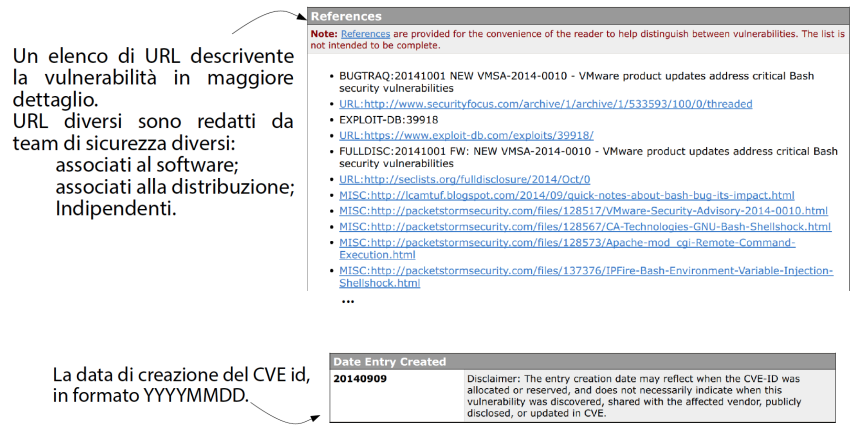 References
Note: References are provided for the convenience of the reader to help distinguish between vulnerabilities. The list is
not intended to be complete.
Un elenco di URL descrivente
la vulnerabilità in maggiore
dettaglio.
URL diversi sono redatti da
team di sicurezza diversi:
associati al software;
associati alla distribuzione;
Indipendenti.
• BUGTRAQ:20141001 NEW VMSA-2014-0010 - VMware product updates address critical Bash
security vulnerabilities
• URL:http://www.securityfocus.com/archive/1/archive/1/533593/100/0/threaded
• EXPLOIT-DB:39918
• URL:https://www.exploit-db.com/exploits/39918/
• FULLDISC:20141001 FW: NEW VMSA-2014-0010 - VMware product updates address critical Bash
security vulnerabilities
• URL:http://seclists.org/fulldisclosure/2014/Oct/0
• MISC:http://lcamtuf.blogspot.com/2014/09/quick-notes-about-bash-bug-its-impact.html
• MISC:http://packetstormsecurity.com/files/128517/VMware-Security-Advisory-2014-0010.html
• MISC:http://packetstormsecurity.com/files/128567/CA-Technologies-GNU-Bash-Shellshock.html
• MISC:http://packetstormsecurity.com/files/128573/Apache-mod_cgi-Remote-Command-
Execution.html
• MISC:http://packetstormsecurity.com/files/137376/IPFire-Bash-Environment-Variable-Injection-
Shellshock.html
...
La data di creazione del CVE id,
in formato YYYYMMDD.
Date Entry Created
20140909
Disclaimer: The entry creation date may reflect when the CVE-ID was
allocated or reserved, and does not necessarily indicate when this
vulnerability was discovered, shared with the affected vendor, publicly
disclosed, or updated in CVE.